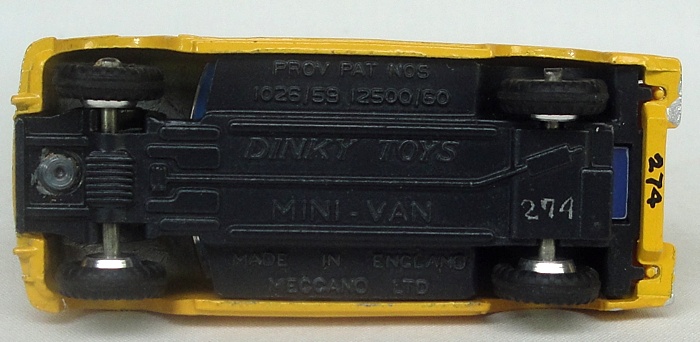 PROV PAT NOS
1026/59 12500/60
DINKY TOYS
MINI-VAN
274
MADE IN ENGLAND
MECCANO LTD
274